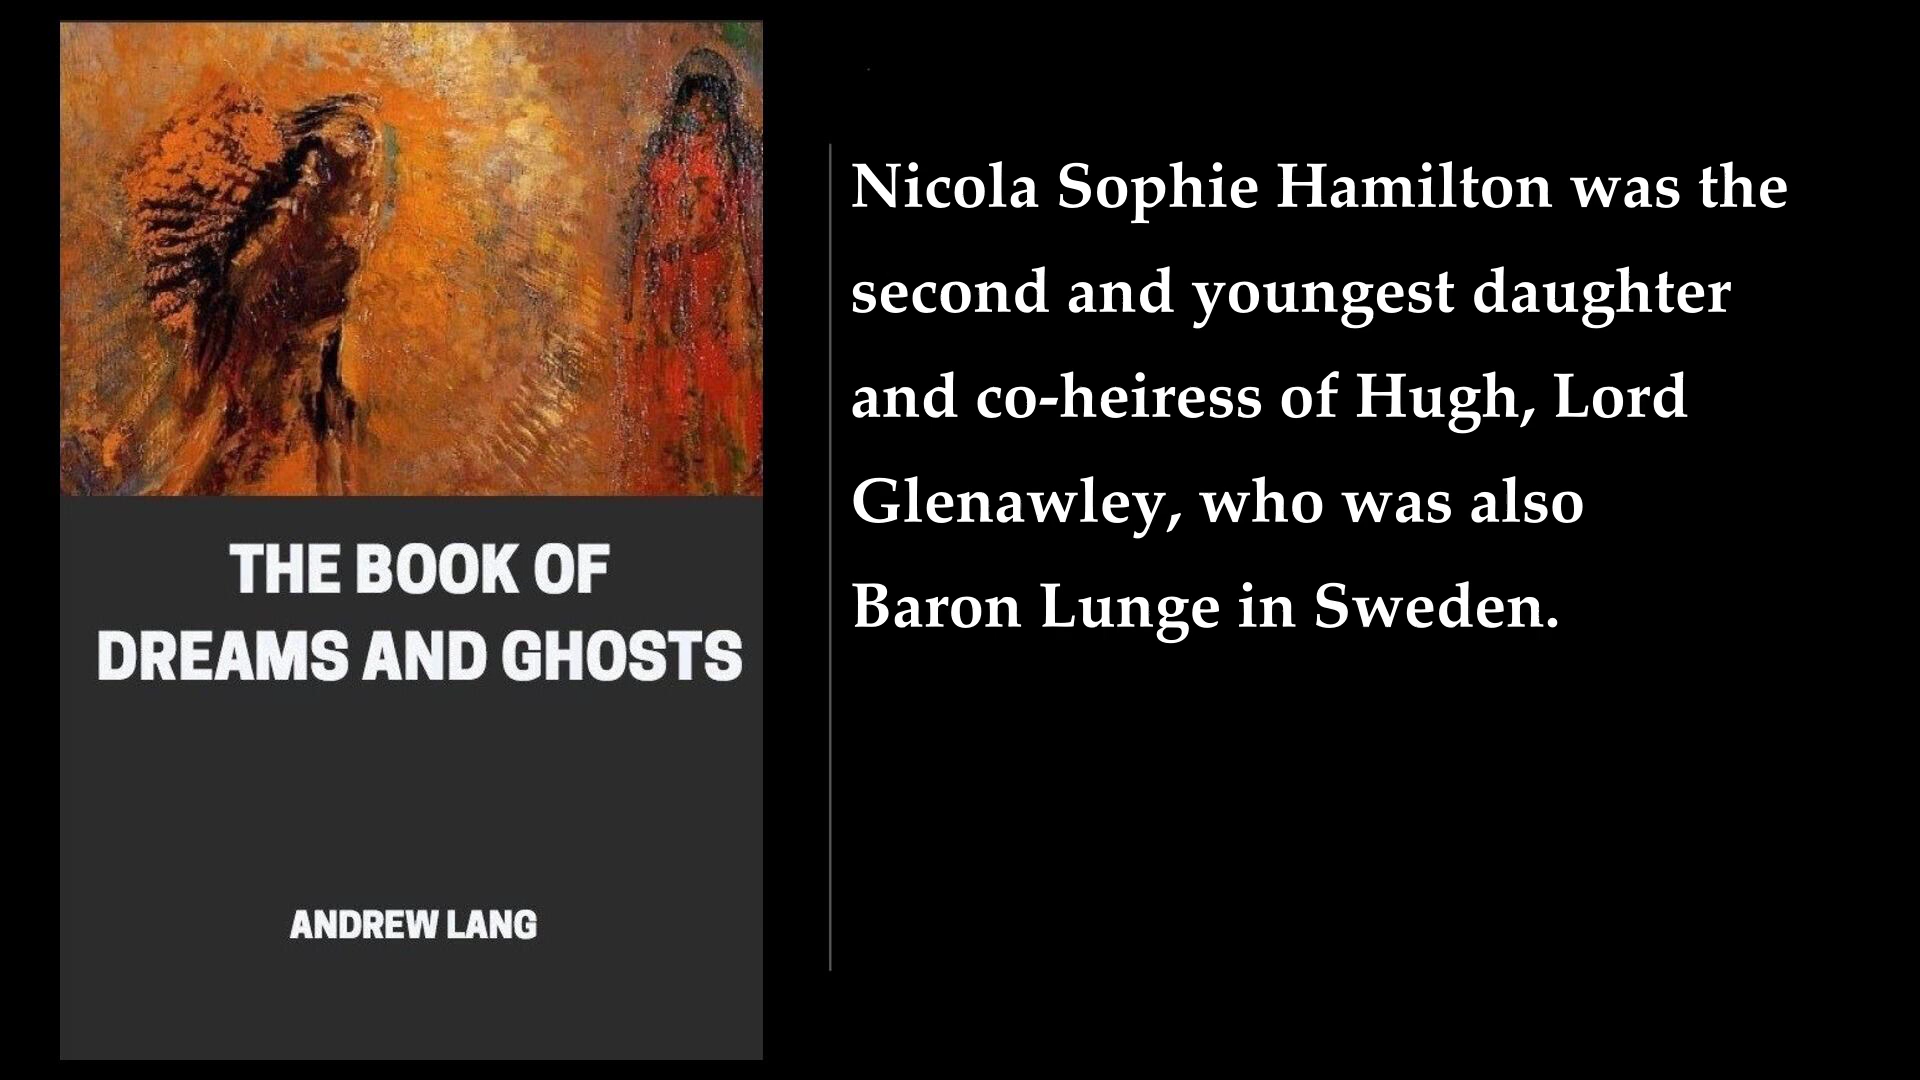 THE BOOK OF
DREAMS AND GHOSTS
ANDREW LANG
Nicola Sophie Hamilton was the
second and youngest daughter
and co-heiress of Hugh, Lord
Glenawley, who was also
Baron Lunge in Sweden.